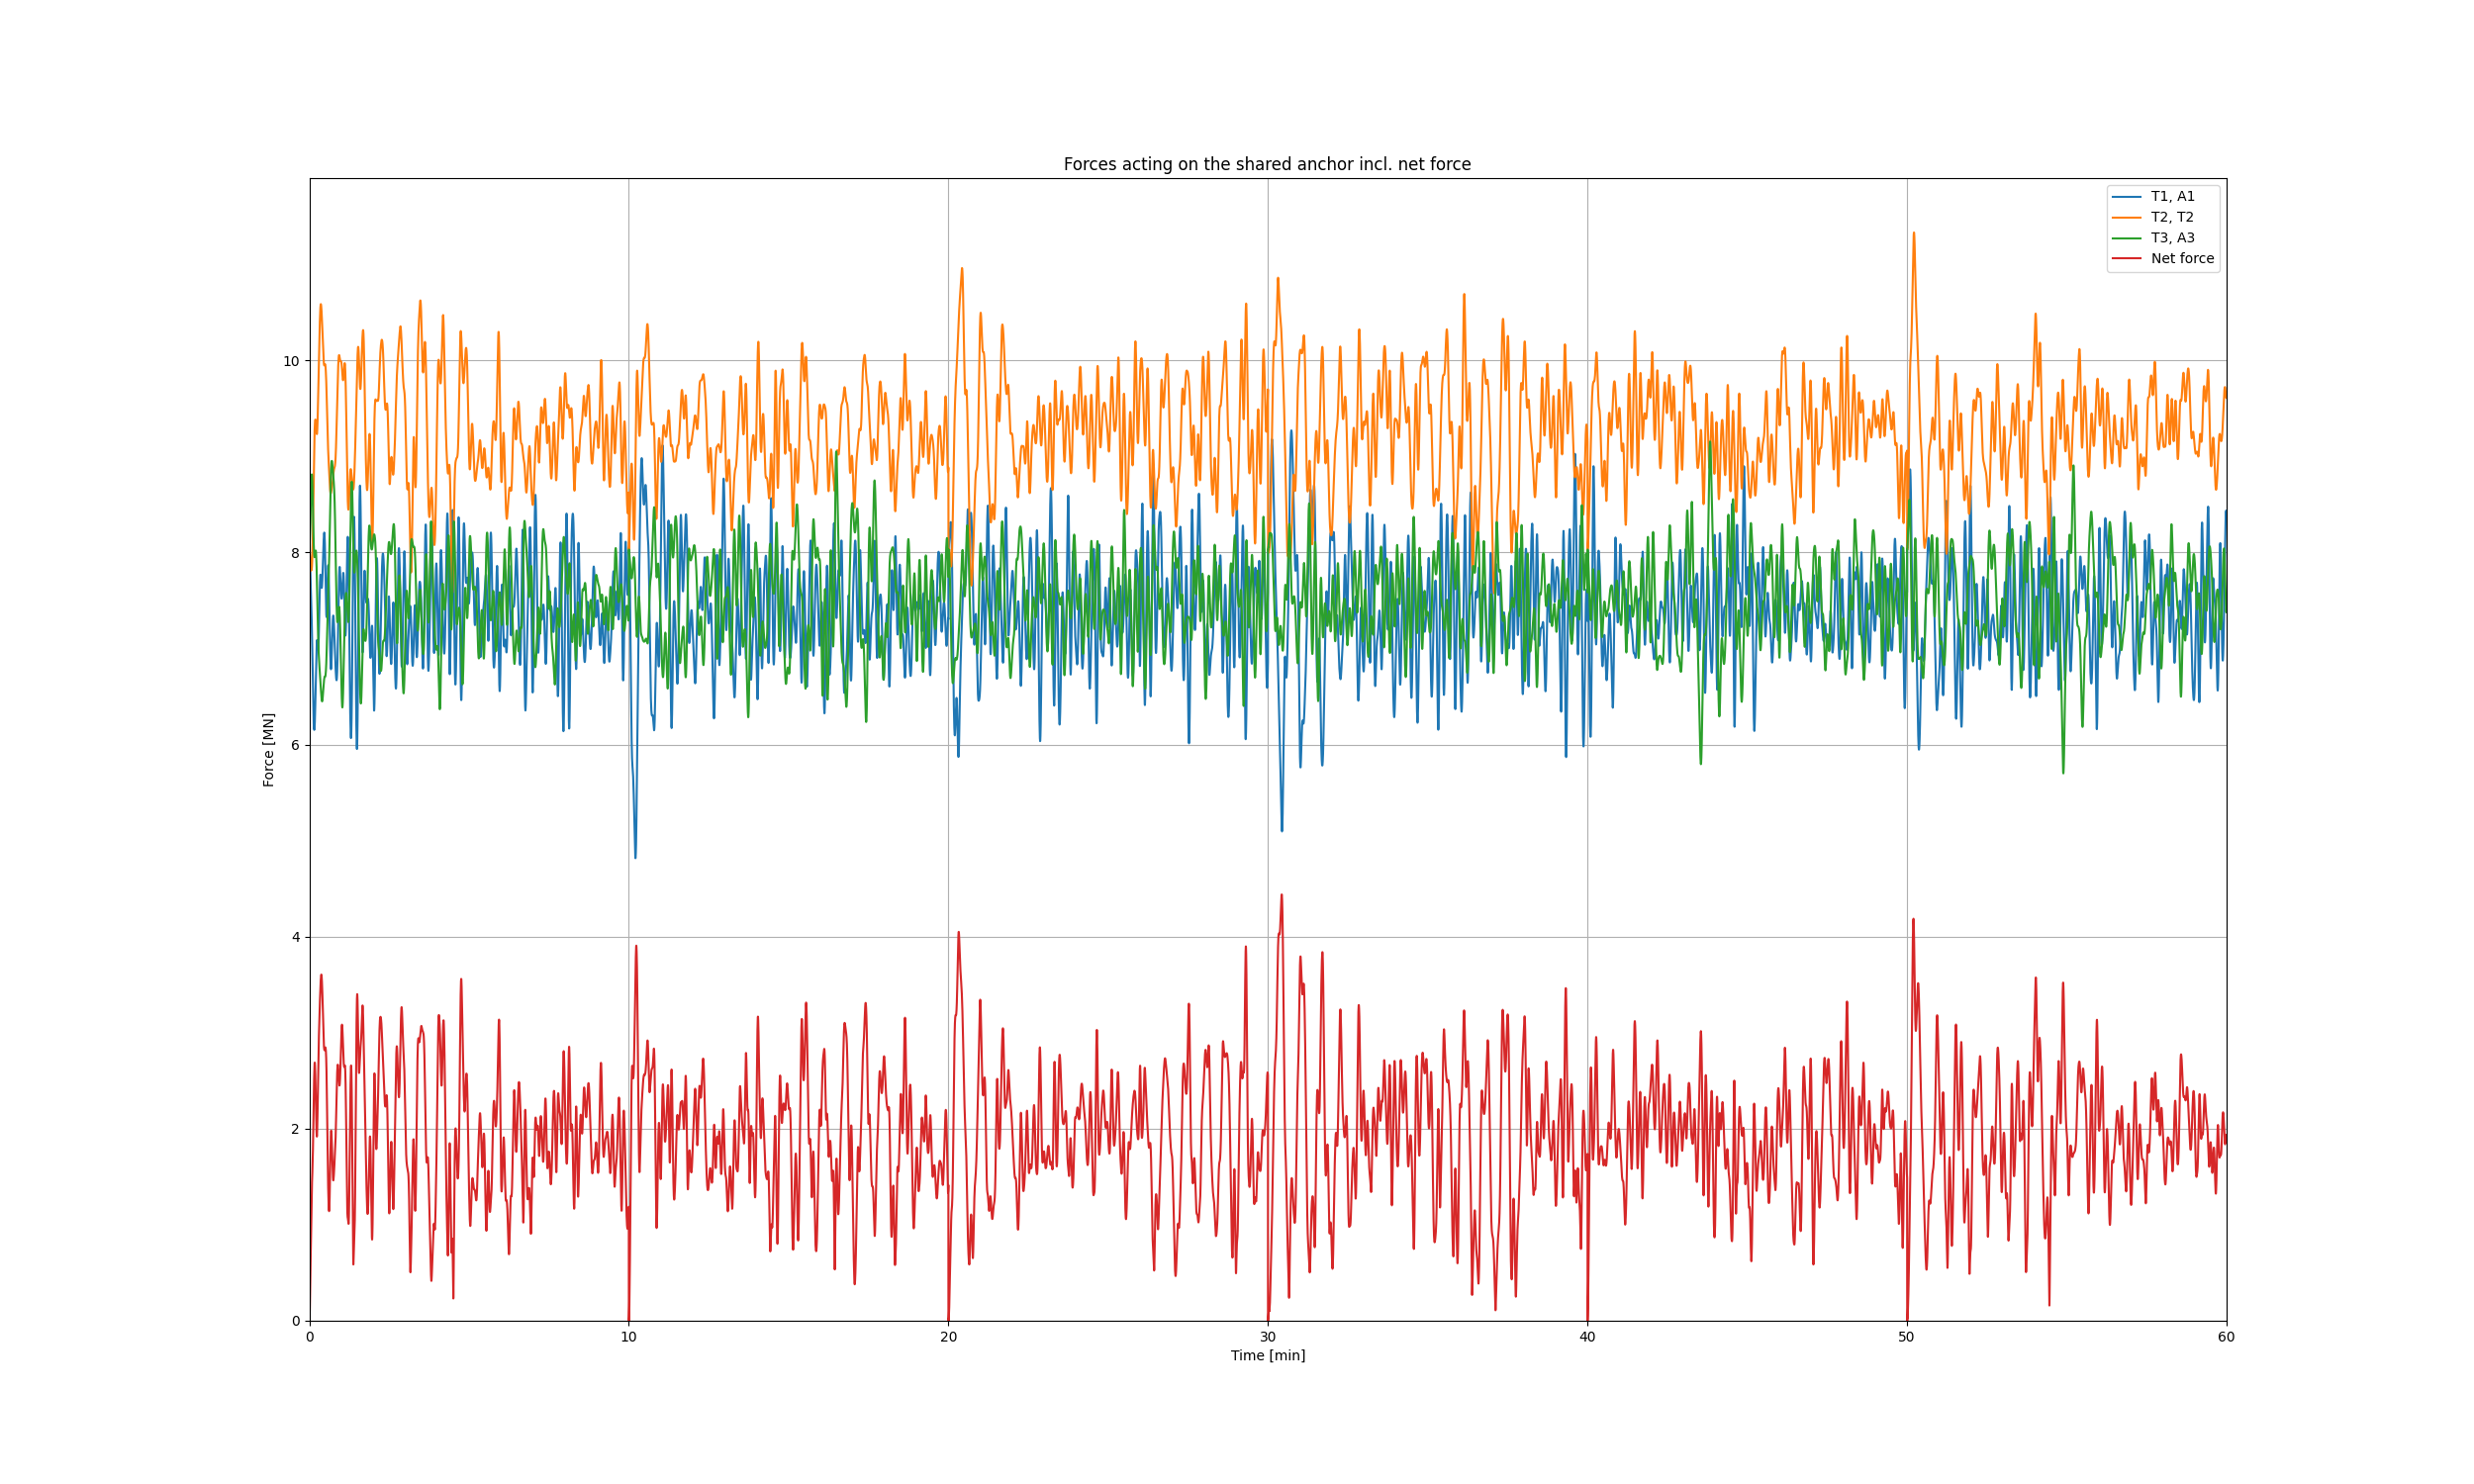 Forces acting on the shared anchor incl. net force
T1, A1
T2, T2
T3, A3
Net force
Force [MN]
10
8
6
4
2
0
0 10 20 30 40 50 60
Time [min]